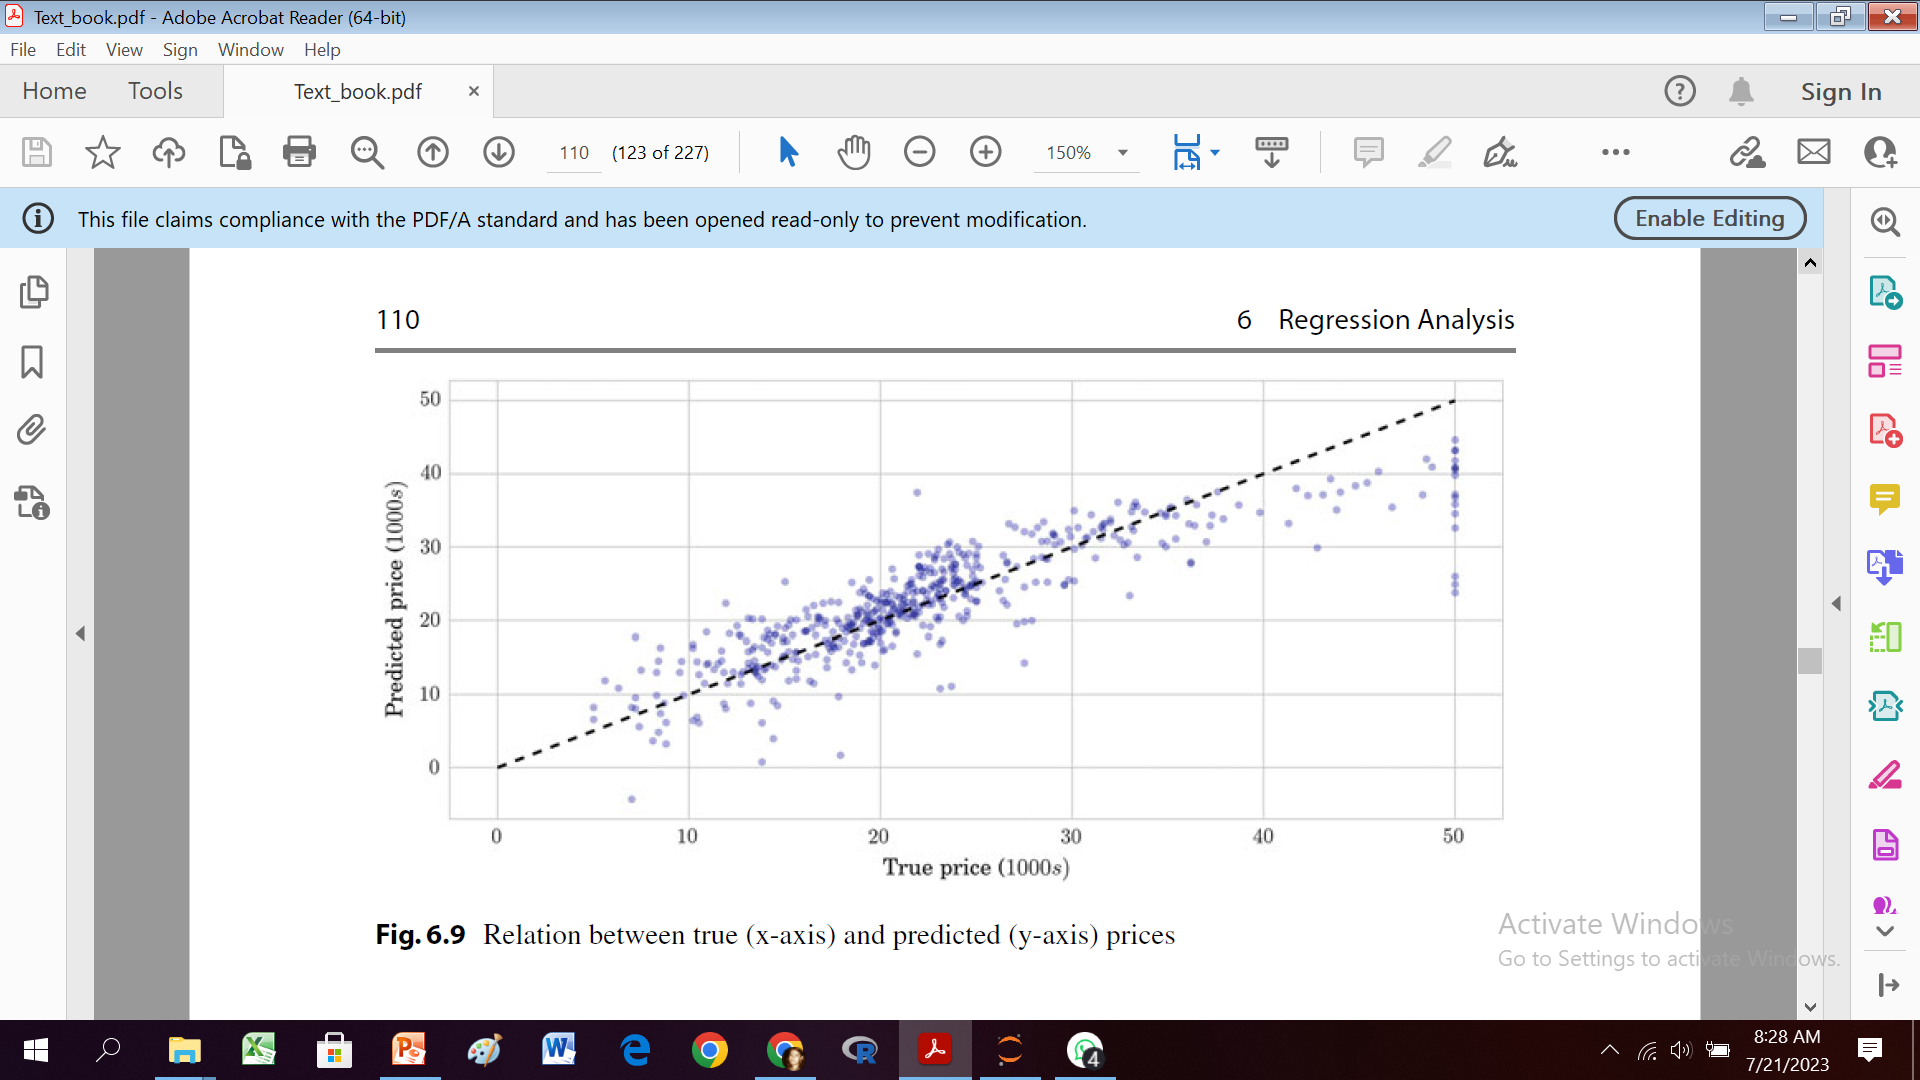 Text_book.pdf - Adobe Acrobat Reader (64-bit)
File Edit View Sign Window Help
Home Tools Text_book.pdf × Sign In
110 (123 of 227) 150%
This file claims compliance with the PDF/A standard and has been opened read-only to prevent modification. Enable Editing
110 6 Regression Analysis
50
40
30
20
10
0
Predicted price (1000s)
0 10 20 30 40 50
True price (1000s)
Fig. 6.9 Relation between true (x-axis) and predicted (y-axis) prices
Activate Windows
Go to Settings to activate Windows.
4
8:28 AM
7/21/2023